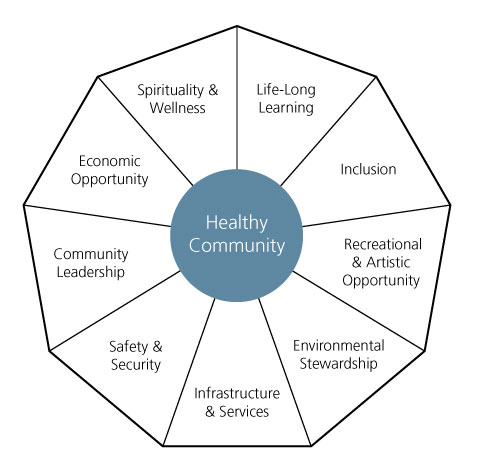 Spirituality &
Wellness
Life-Long
Learning
Economic
Opportunity
Inclusion
Healthy
Community
Community
Leadership
Recreational
& Artistic
Opportunity
Safety &
Security
Environmental
Stewardship
Infrastructure
& Services